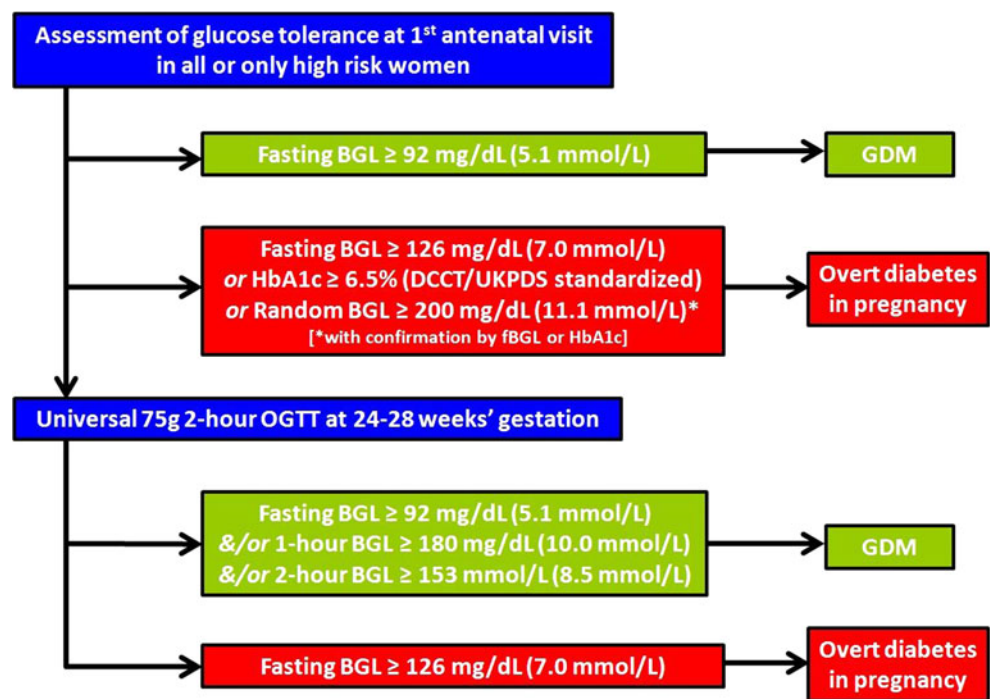 Assessment of glucose tolerance at 1st antenatal visit
in all or only high risk women
Fasting BGL ≥ 92 mg/dL (5.1 mmol/L)
GDM
Fasting BGL ≥ 126 mg/dL (7.0 mmol/L)
or HbA1c ≥ 6.5% (DCCT/UKPDS standardized)
or Random BGL ≥ 200 mg/dL (11.1 mmol/L)*
[*with confirmation by fBGL or HbA1c]
Overt diabetes
in pregnancy
Universal 75g 2-hour OGTT at 24-28 weeks' gestation
Fasting BGL ≥ 92 mg/dL (5.1 mmol/L)
&/or 1-hour BGL ≥ 180 mg/dL (10.0 mmol/L)
&/or 2-hour BGL ≥ 153 mmol/L (8.5 mmol/L)
GDM
Fasting BGL ≥ 126 mg/dL (7.0 mmol/L)
Overt diabetes
in pregnancy